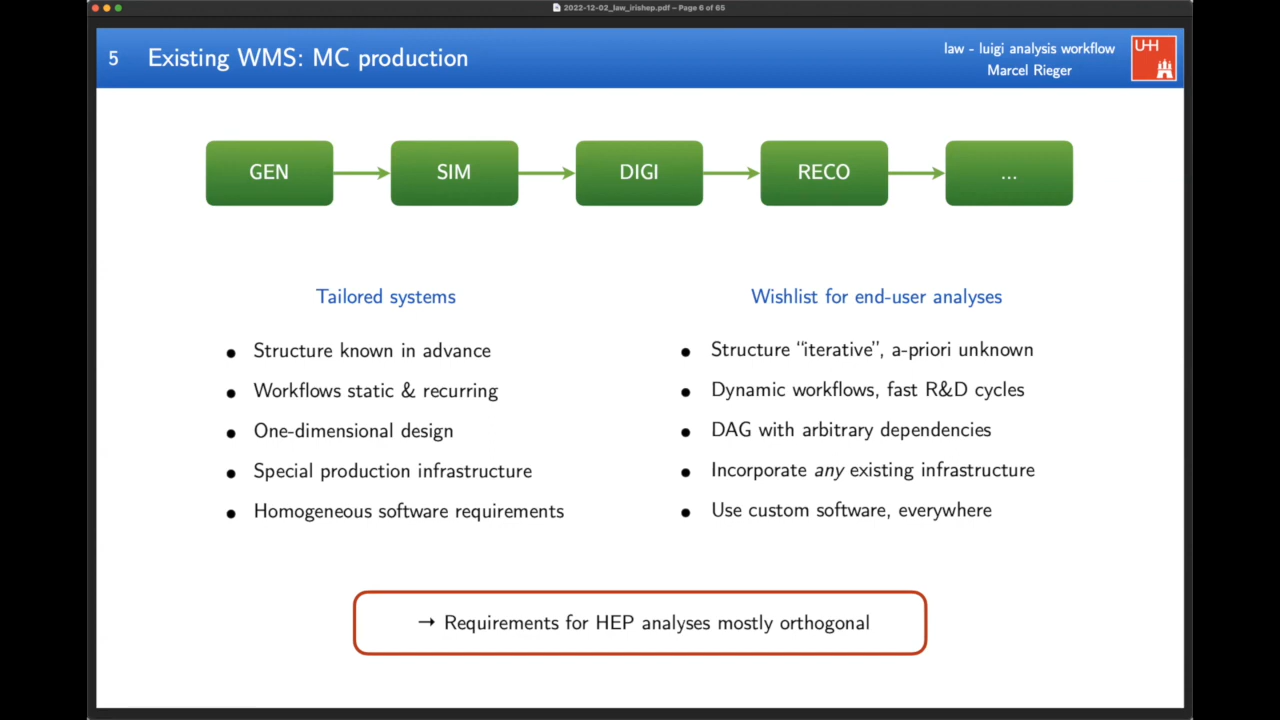 2022-12-02_law_irishep.pdf – Page 6 of 65
5
Existing WMS: MC production
law - luigi analysis workflow
Marcel Rieger
UHH
GEN
SIM
DIGI
RECO
...
Tailored systems
● Structure known in advance
● Workflows static & recurring
● One-dimensional design
● Special production infrastructure
● Homogeneous software requirements
Wishlist for end-user analyses
● Structure “iterative”, a-priori unknown
● Dynamic workflows, fast R&D cycles
● DAG with arbitrary dependencies
● Incorporate any existing infrastructure
● Use custom software, everywhere
→ Requirements for HEP analyses mostly orthogonal